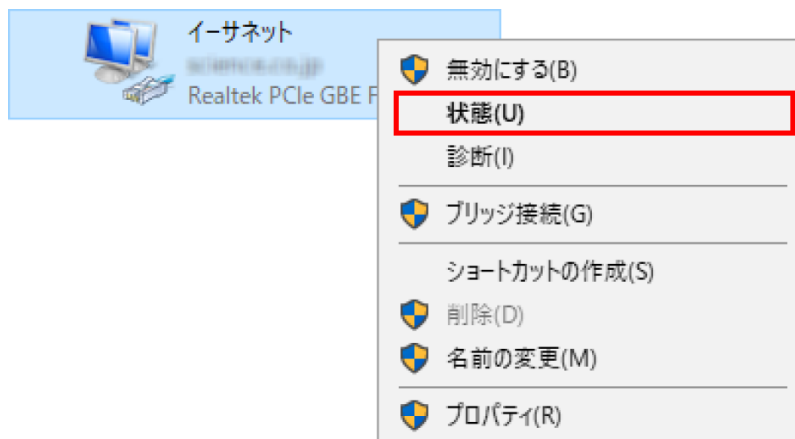 イーサネット
Realtek PCIe GBE F
無効にする(B)
状態(U)
診断(I)
ブリッジ接続(G)
ショートカットの作成(S)
削除(D)
名前の変更(M)
プロパティ(R)